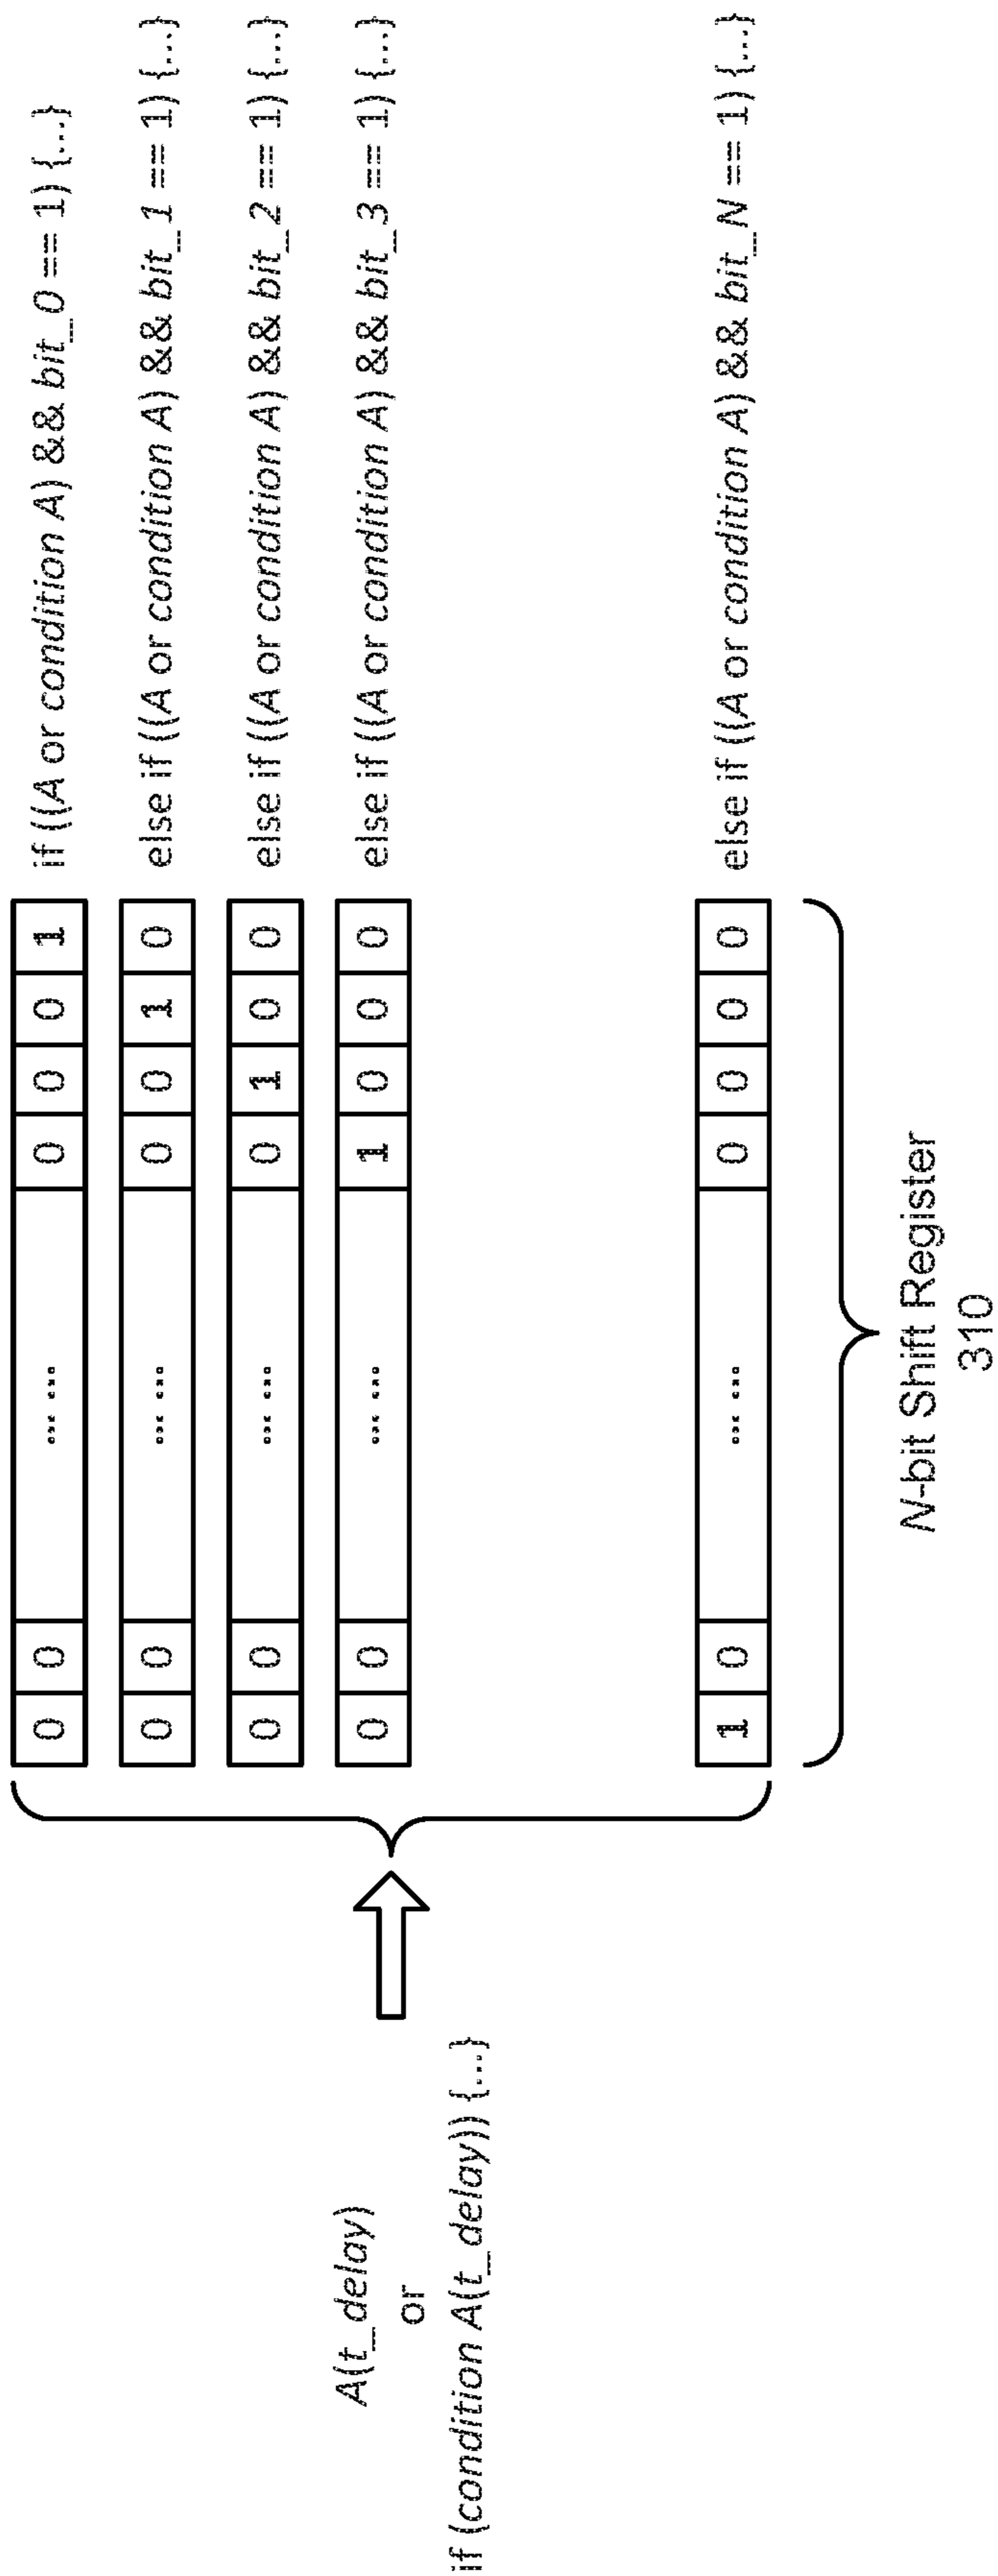 A(t_delay)
or
if (condition A(t_delay)) {...}
0 0 ... ... 0 0 0 1 if ((A or condition A) && bit_0 == 1) {...}
0 0 ... ... 0 0 1 0 else if ((A or condition A) && bit_1 == 1) {...}
0 0 ... ... 0 1 0 0 else if ((A or condition A) && bit_2 == 1) {...}
0 0 ... ... 1 0 0 0 else if ((A or condition A) && bit_3 == 1) {...}
1 0 ... ... 0 0 0 0 else if ((A or condition A) && bit_N == 1) {...}
N-bit Shift Register
310